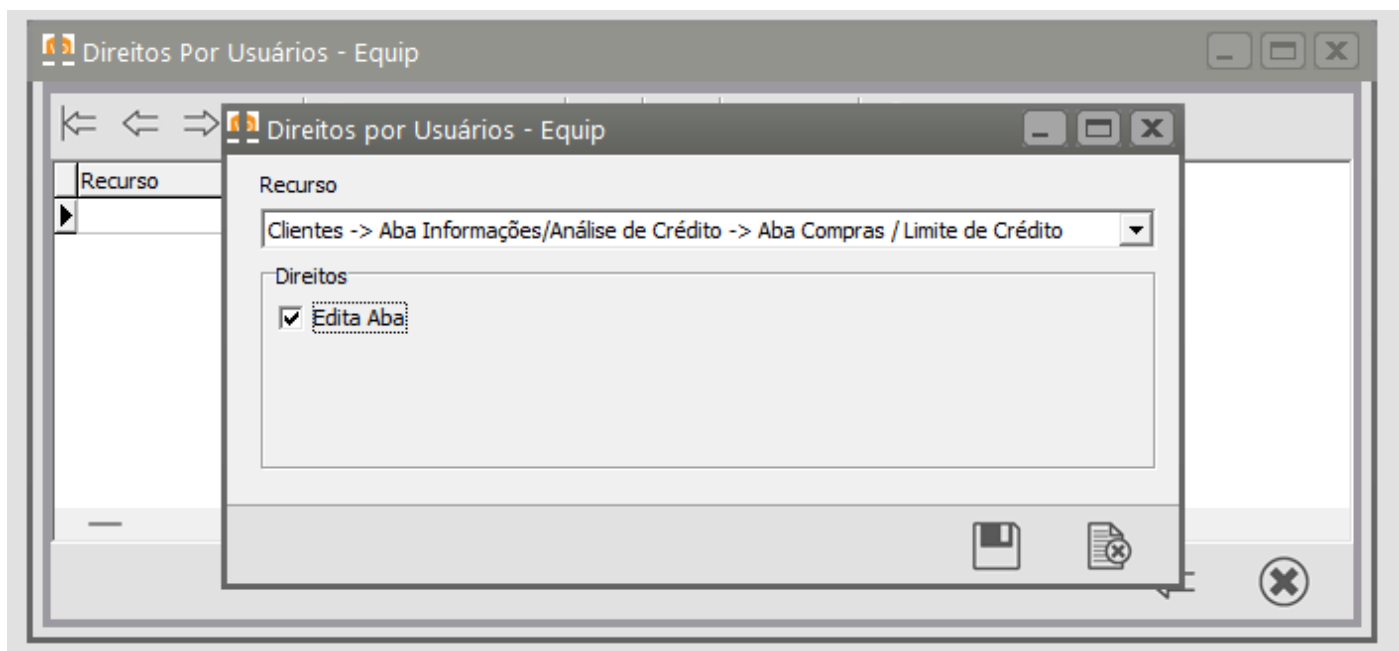 Direitos Por Usuários - Equip
Direitos por Usuários - Equip
Recurso
Recurso
Clientes -> Aba Informações/Análise de Crédito -> Aba Compras / Limite de Crédito
Direitos
Edita Aba